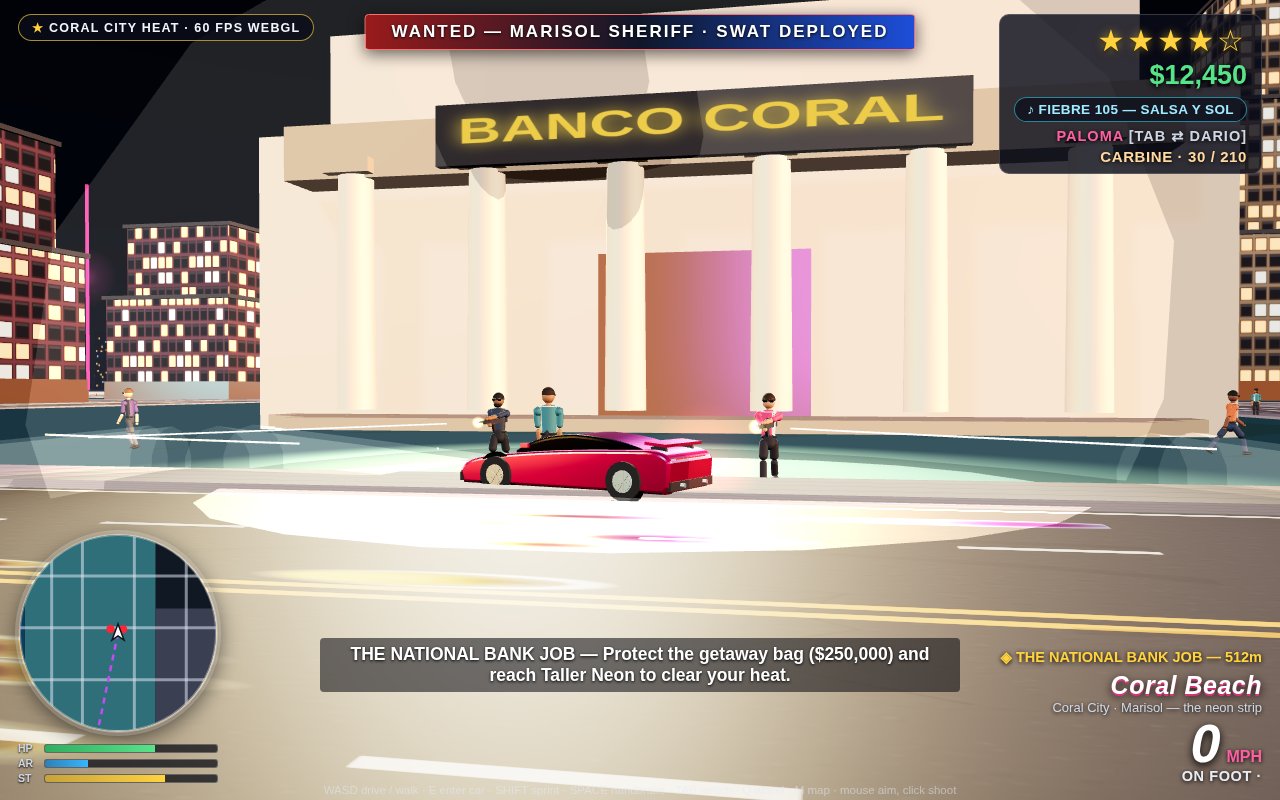 ★ CORAL CITY HEAT · 60 FPS WEBGL
WANTED — MARISOL SHERIFF · SWAT DEPLOYED
★★★★☆
$12,450
♪ FIEBRE 105 — SALSA Y SOL
PALOMA [TAB ⇄ DARIO]
CARBINE · 30 / 210
BANCO CORAL
THE NATIONAL BANK JOB — Protect the getaway bag ($250,000) and
reach Taller Neon to clear your heat.
◈ THE NATIONAL BANK JOB — 512m
Coral Beach
Coral City · Marisol — the neon strip
0 MPH
ON FOOT ·
HP
AR
ST
WASD drive / walk · E enter car · SHIFT sprint · SPACE map · mouse aim, click shoot